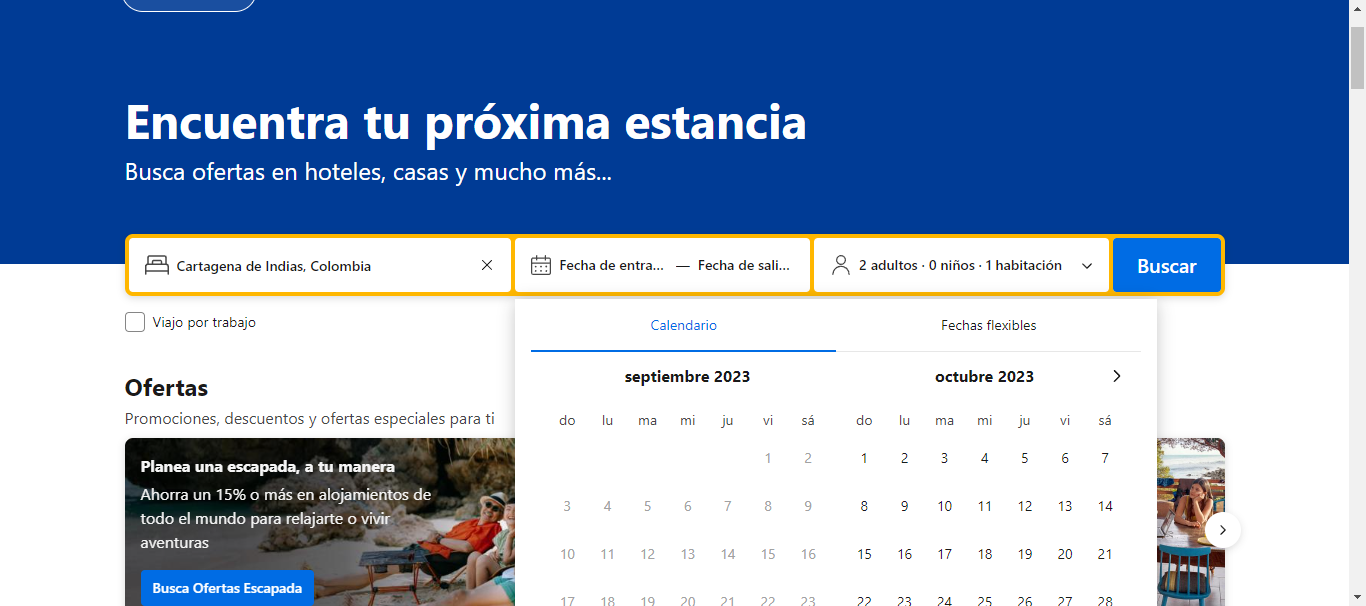 Encuentra tu próxima estancia
Busca ofertas en hoteles, casas y mucho más...
Cartagena de Indias, Colombia
Fecha de entra... — Fecha de sali...
2 adultos · 0 niños · 1 habitación
Buscar
Viajo por trabajo
Calendario
Fechas flexibles
septiembre 2023
do lu ma mi ju vi sá
1 2
3 4 5 6 7 8 9
10 11 12 13 14 15 16
17 18 19 20 21 22 23
octubre 2023
do lu ma mi ju vi sá
1 2 3 4 5 6 7
8 9 10 11 12 13 14
15 16 17 18 19 20 21
22 23 24 25 26 27 28
Ofertas
Promociones, descuentos y ofertas especiales para ti
Planea una escapada, a tu manera
Ahorra un 15% o más en alojamientos de
todo el mundo para relajarte o vivir
aventuras
Busca Ofertas Escapada